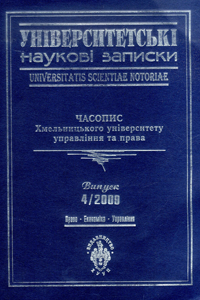 УНІВЕРСИТЕТСЬКІ
НАУКОВІ ЗАПИСКИ
UNIVERSITATIS SCIENTIAE NOTORIAE
ЧАСОПИС
Хмельницького університету
управління та права
Випуск
4/2009
Право • Економіка • Управління